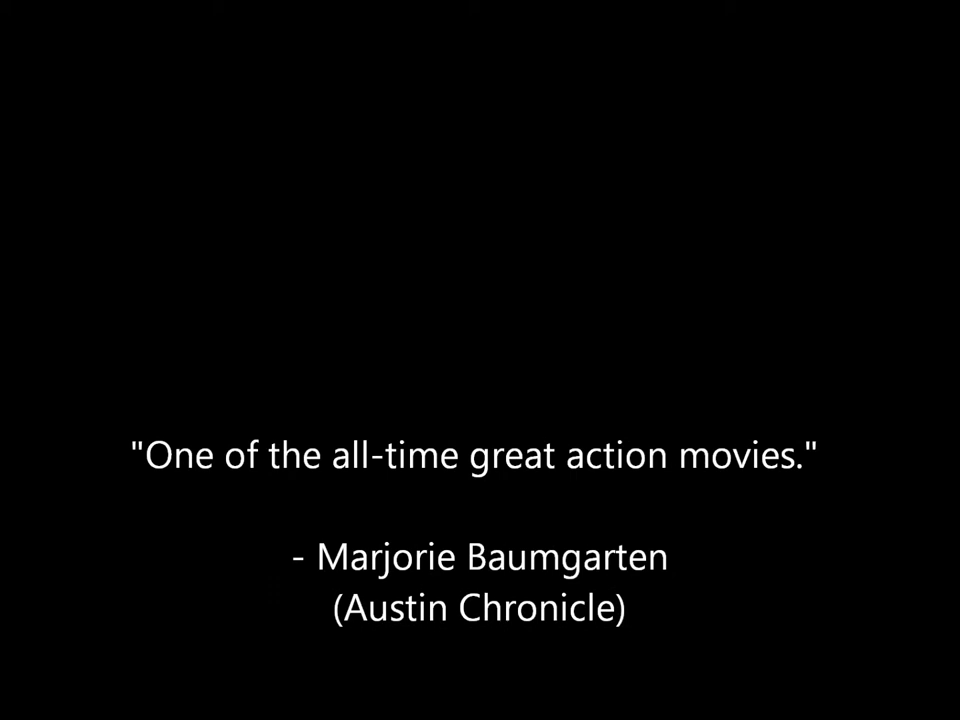 "One of the all-time great action movies."
- Marjorie Baumgarten
(Austin Chronicle)